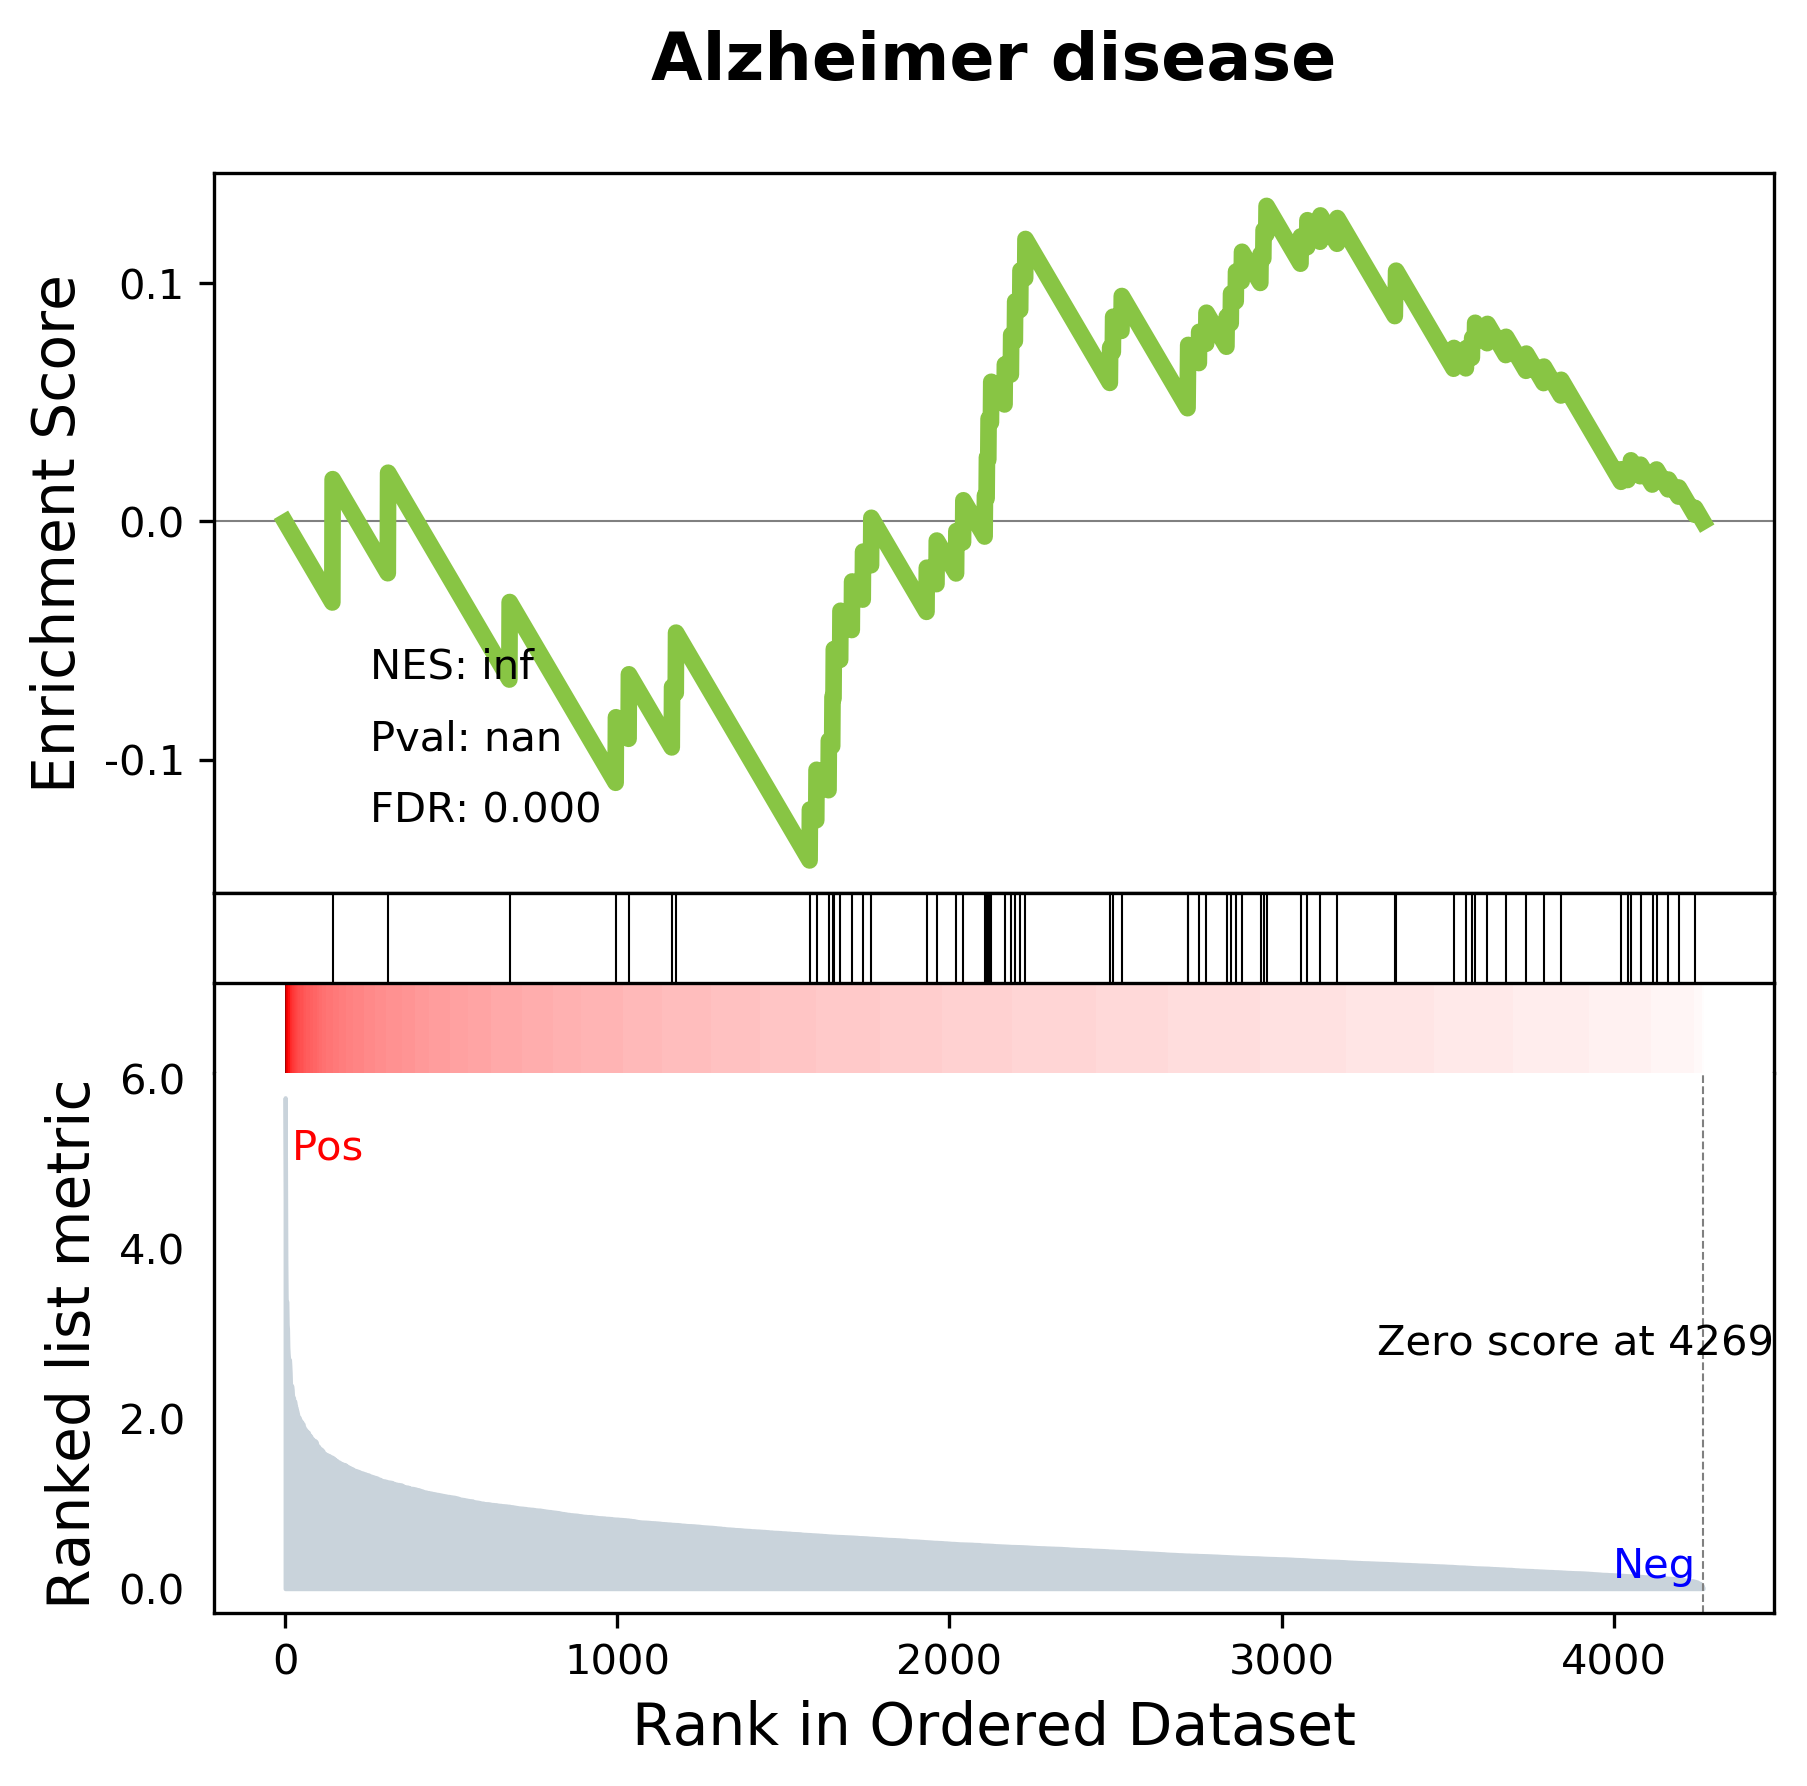 Alzheimer disease
Enrichment Score
0.1
0.0
-0.1
NES: inf
Pval: nan
FDR: 0.000
Ranked list metric
6.0
4.0
2.0
0.0
Pos
Zero score at 4269
Neg
0 1000 2000 3000 4000
Rank in Ordered Dataset